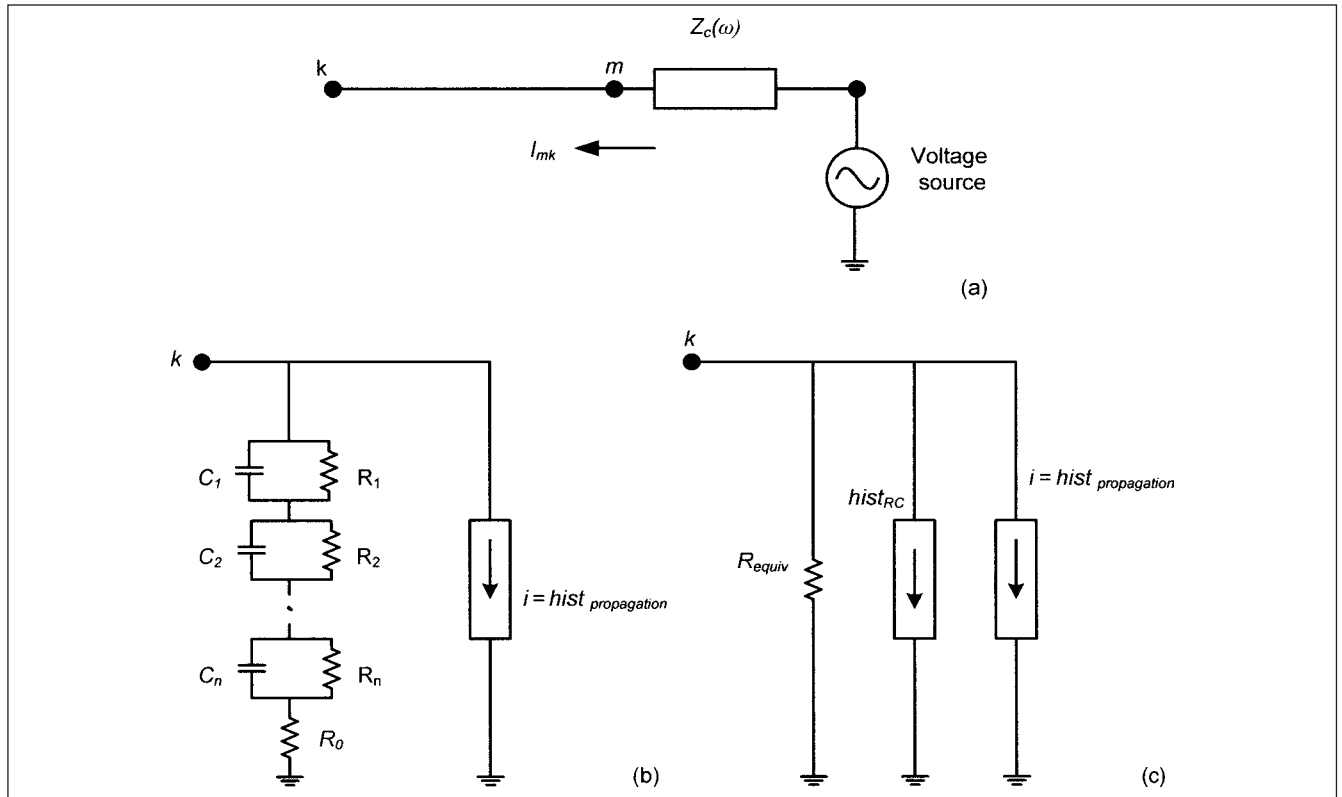 Zc(ω)
k
m
Imk
Voltage
source
(a)
k
C1
R1
C2
R2
Cn
Rn
R0
i = hist propagation
(b)
k
Requiv
histRC
i = hist propagation
(c)